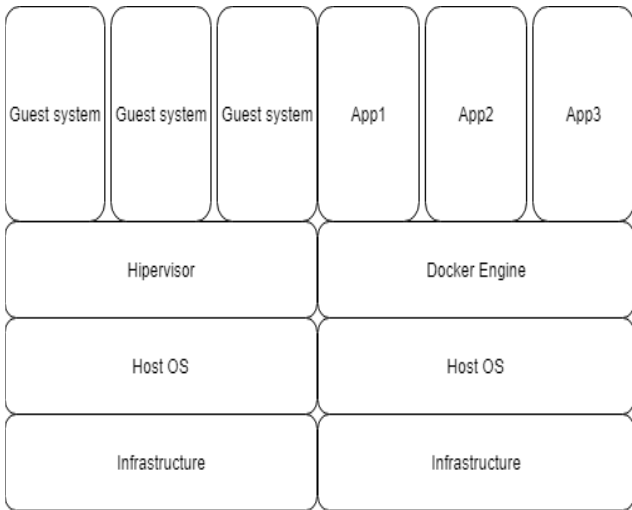 Guest system Guest system Guest system App1 App2 App3
Hipervisor Docker Engine
Host OS Host OS
Infrastructure Infrastructure